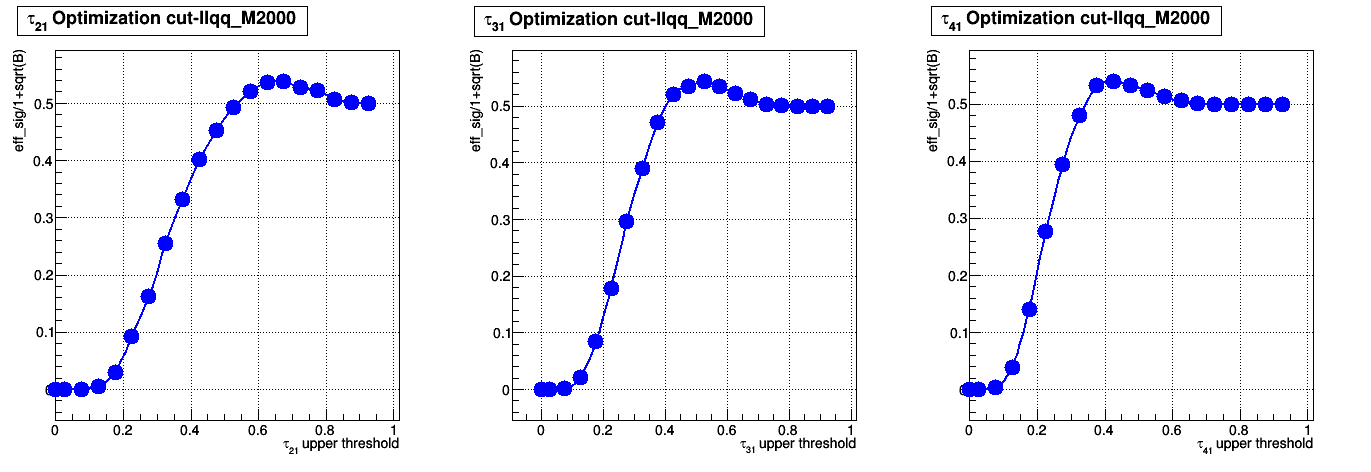 τ21 Optimization cut-llqq_M2000
eff_sig/1+sqrt(B)
0.5
0.4
0.3
0.2
0.1
0
0 0.2 0.4 0.6 0.8 1
τ21 upper threshold
τ31 Optimization cut-llqq_M2000
eff_sig/1+sqrt(B)
0.5
0.4
0.3
0.2
0.1
0
0 0.2 0.4 0.6 0.8 1
τ31 upper threshold
τ41 Optimization cut-llqq_M2000
eff_sig/1+sqrt(B)
0.5
0.4
0.3
0.2
0.1
0
0 0.2 0.4 0.6 0.8 1
τ41 upper threshold